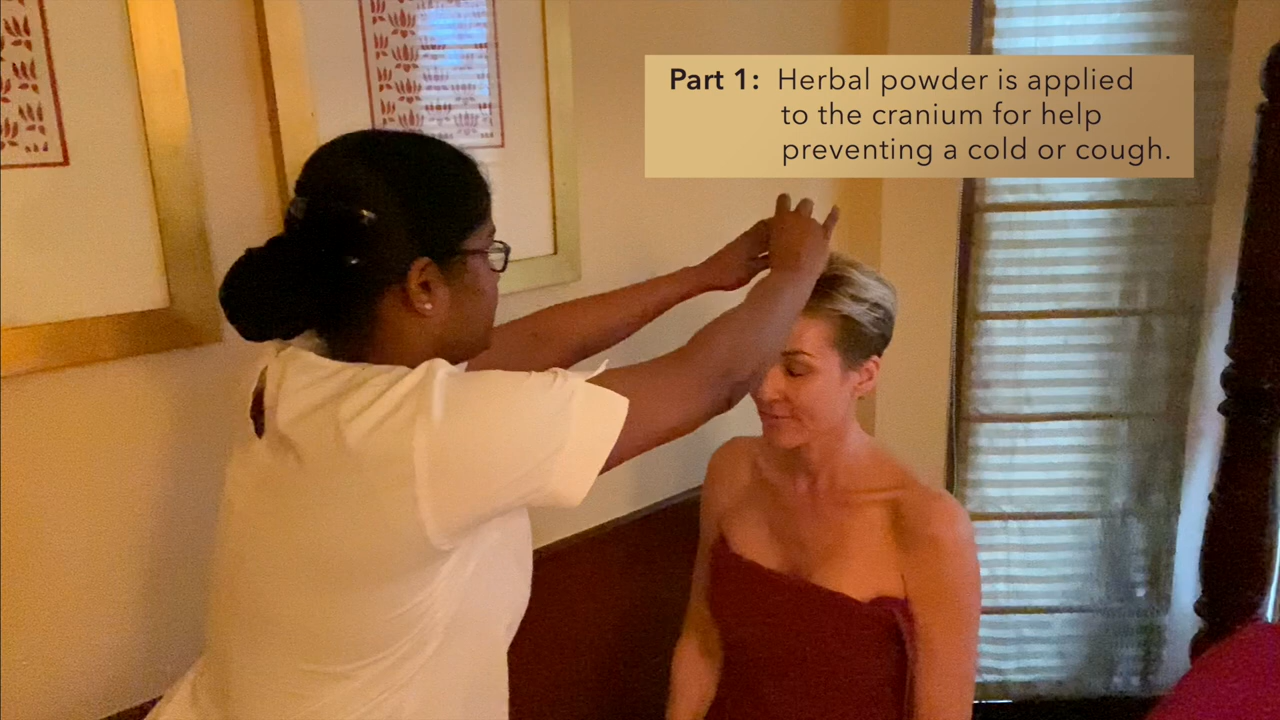 Part 1: Herbal powder is applied
to the cranium for help
preventing a cold or cough.